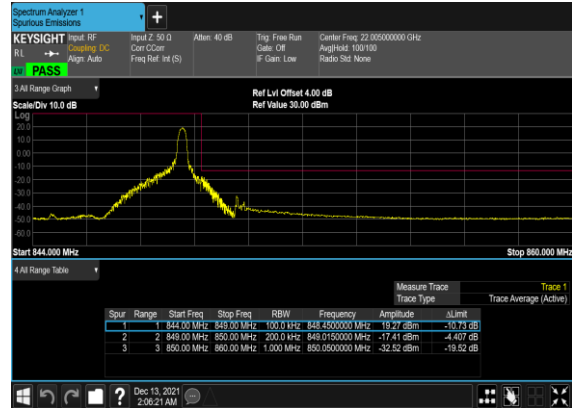 Spectrum Analyzer 1
Spurious Emissions
KEYSIGHT Input: RF Input Z: 50 Ω Atten: 40 dB Trig: Free Run Center Freq: 22.005000000 GHz
RL Coupling: DC Corr CCorr Gate: Off Avg|Hold: 100/100
Align: Auto Freq Ref: Int (S) IF Gain: Low Radio Std: None
PASS
3 All Range Graph
Ref Lvl Offset 4.00 dB
Scale/Div 10.0 dB Ref Value 30.00 dBm
Log
20.0
10.0
0.00
-10.0
-20.0
-30.0
-40.0
-50.0
-60.0
Start 844.000 MHz Stop 860.000 MHz
4 All Range Table
Measure Trace Trace 1
Trace Type Trace Average (Active)
Spur Range Start Freq Stop Freq RBW Frequency Amplitude ΔLimit
1 1 844.00 MHz 849.00 MHz 100.0 kHz 848.4500000 MHz 19.27 dBm -10.73 dB
2 2 849.00 MHz 850.00 MHz 200.0 kHz 849.0150000 MHz -17.41 dBm -4.407 dB
3 3 850.00 MHz 860.00 MHz 1.000 MHz 850.0500000 MHz -32.52 dBm -19.52 dB
? Dec 13, 2021
2:06:21 AM